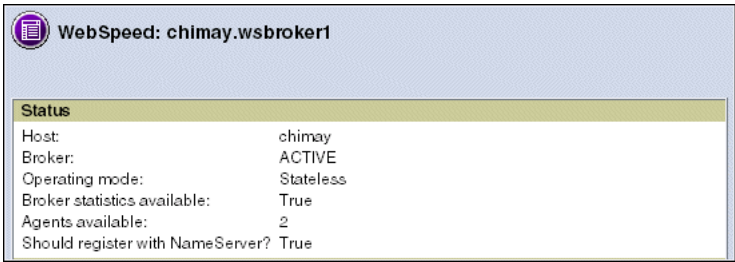 WebSpeed: chimay.wsbroker1
Status
Host: chimay
Broker: ACTIVE
Operating mode: Stateless
Broker statistics available: True
Agents available: 2
Should register with NameServer? True